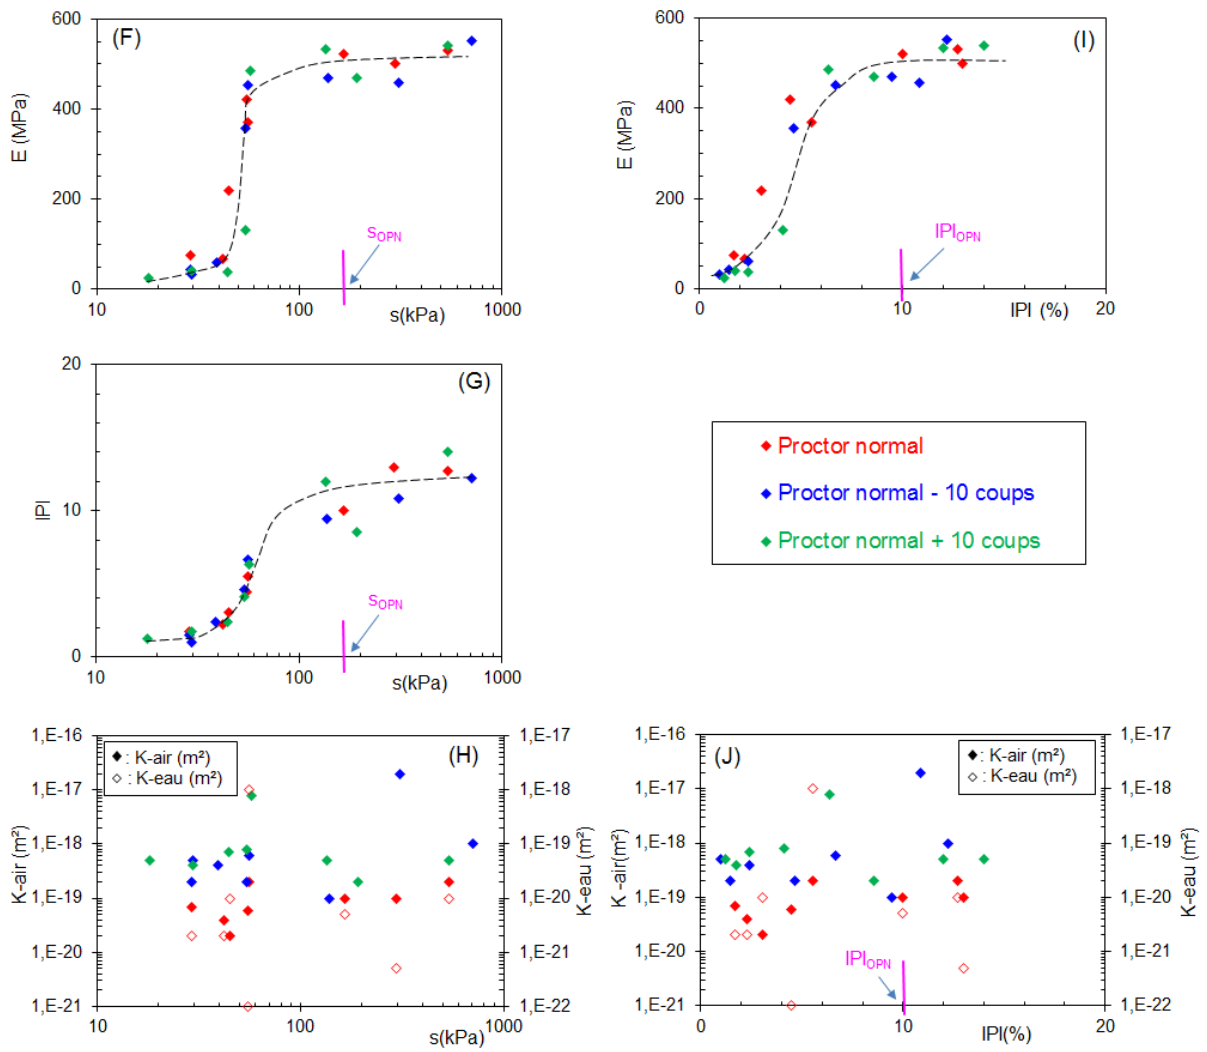 600
(F)
400
E (MPa)
200
S_OPN
0
10
100
s(kPa)
1000
600
(I)
400
E (MPa)
200
IPI_OPN
0
0
10
IPI (%)
20
20
(G)
IPI
10
S_OPN
0
10
100
s(kPa)
1000
Proctor normal
Proctor normal - 10 coups
Proctor normal + 10 coups
1,E-16
1,E-17
1,E-18
1,E-19
1,E-20
1,E-21
K-air (m²)
: K-air (m²)
: K-eau (m²)
(H)
1,E-17
1,E-18
1,E-19
1,E-20
1,E-21
1,E-22
K-eau (m²)
10
100
s(kPa)
1000
1,E-16
1,E-17
1,E-18
1,E-19
1,E-20
1,E-21
K -air(m²)
(J)
: K-air (m²)
: K-eau (m²)
IPI_OPN
1,E-17
1,E-18
1,E-19
1,E-20
1,E-21
1,E-22
K-eau (m²)
0
10
IPI(%)
20